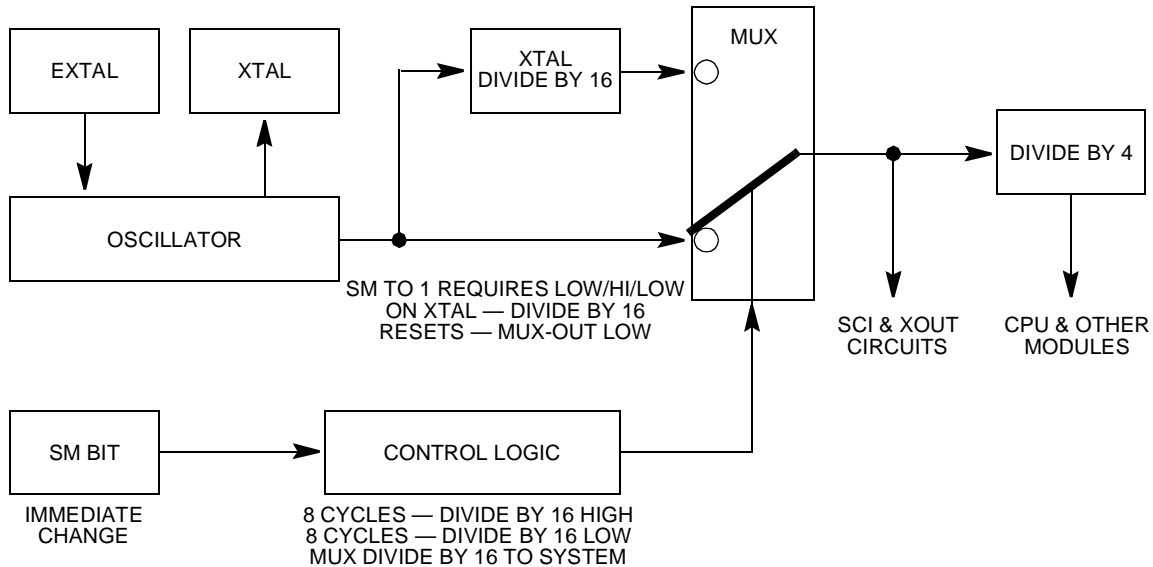 EXTAL
XTAL
XTAL
DIVIDE BY 16
MUX
DIVIDE BY 4
OSCILLATOR
SM TO 1 REQUIRES LOW/HI/LOW
ON XTAL — DIVIDE BY 16
RESETS — MUX-OUT LOW
SCI & XOUT
CIRCUITS
CPU & OTHER
MODULES
SM BIT
CONTROL LOGIC
IMMEDIATE
CHANGE
8 CYCLES — DIVIDE BY 16 HIGH
8 CYCLES — DIVIDE BY 16 LOW
MUX DIVIDE BY 16 TO SYSTEM